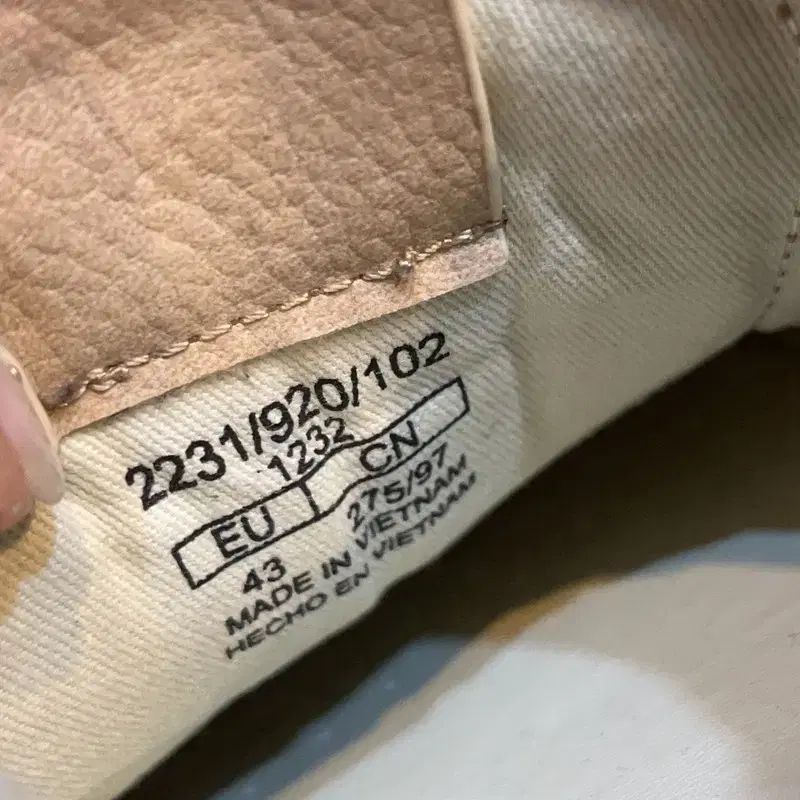 2231/920/102
1232
EU CN
43 275/97
MADE IN VIETNAM
HECHO EN VIETNAM